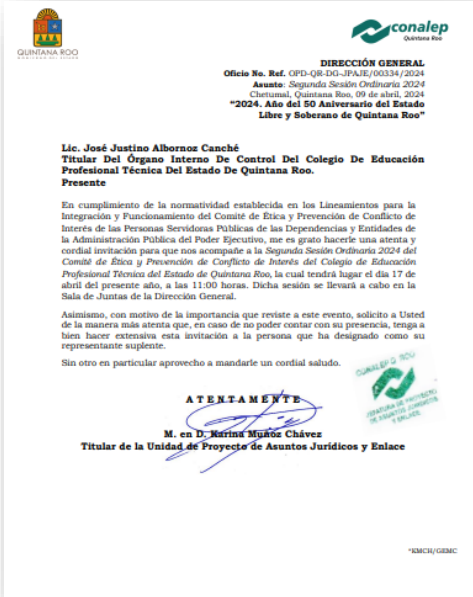 QUINTANA ROO
conalep
Quintana Roo
DIRECCIÓN GENERAL
Oficio No. Ref. OPD-QR-DG-JPAJE/00334/2024
Asunto: Segunda Sesión Ordinaria 2024
Chetumal, Quintana Roo, 09 de abril, 2024
“2024. Año del 50 Aniversario del Estado
Libre y Soberano de Quintana Roo”
Lic. José Justino Albornoz Canché
Titular Del Órgano Interno De Control Del Colegio De Educación
Profesional Técnica Del Estado De Quintana Roo.
Presente
En cumplimiento de la normatividad establecida en los Lineamientos para la
Integración y Funcionamiento del Comité de Ética y Prevención de Conflicto de
Interés de las Personas Servidoras Públicas de las Dependencias y Entidades de
la Administración Pública del Poder Ejecutivo, me es grato hacerle una atenta y
cordial invitación para que nos acompañe a la Segunda Sesión Ordinaria 2024 del
Comité de Ética y Prevención de Conflicto de Interés del Colegio de Educación
Profesional Técnica del Estado de Quintana Roo, la cual tendrá lugar el día 17 de
abril del presente año, a las 11:00 horas. Dicha sesión se llevará a cabo en la
Sala de Juntas de la Dirección General.
Asimismo, con motivo de la importancia que reviste a este evento, solicito a Usted
de la manera más atenta que, en caso de no poder contar con su presencia, tenga a
bien hacer extensiva esta invitación a la persona que ha designado como su
representante suplente.
Sin otro en particular aprovecho a mandarle un cordial saludo.
CONALEP Q. ROO
JEFATURA DE PROYECTO
DE ASUNTOS JURÍDICOS
Y ENLACE
A T E N T A M E N T E
M. en D. Karina Muñoz Chávez
Titular de la Unidad de Proyecto de Asuntos Jurídicos y Enlace
*KMCH/GEMC